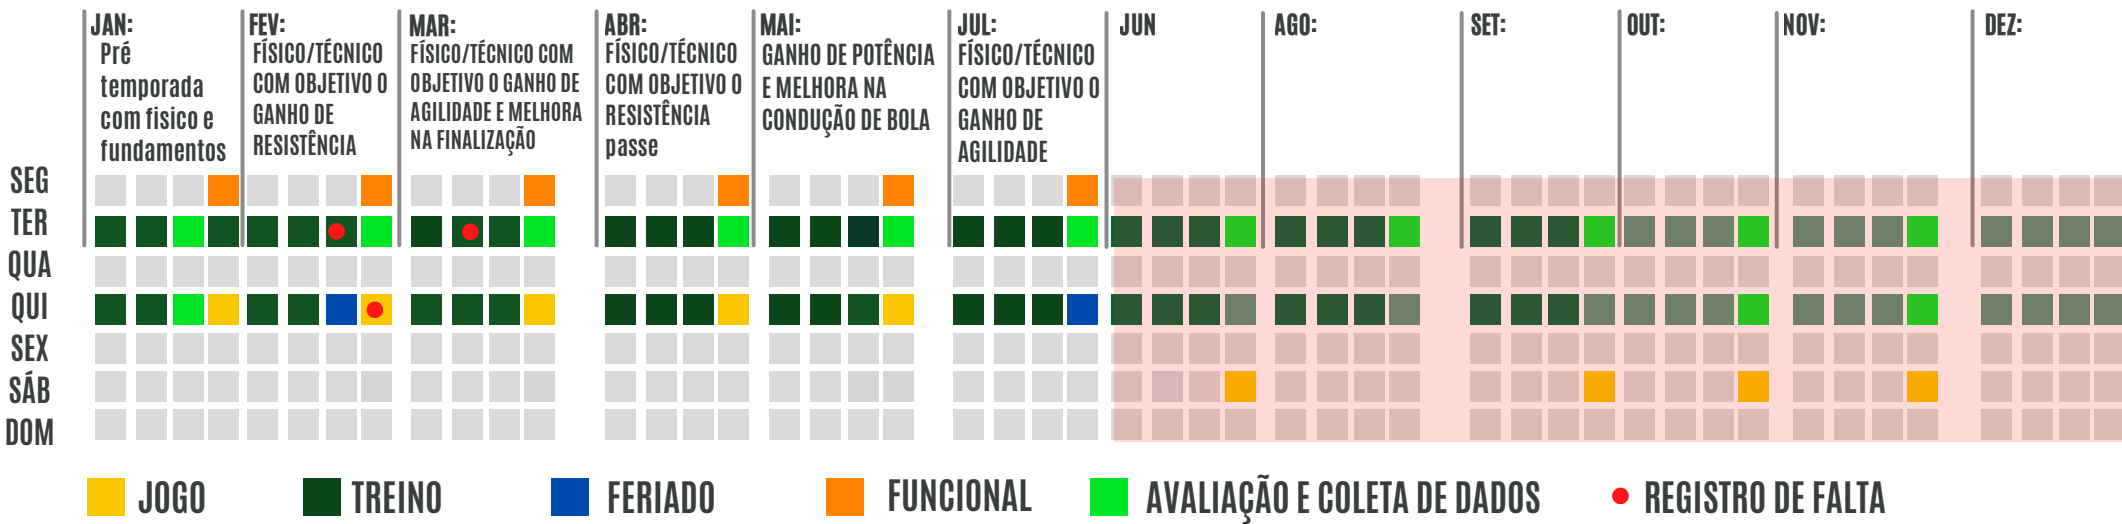 JAN:
Pré
temporada
com fisico e
fundamentos
FEV:
FÍSICO/TÉCNICO
COM OBJETIVO O
GANHO DE
RESISTÊNCIA
MAR:
FÍSICO/TÉCNICO COM
OBJETIVO O GANHO DE
AGILIDADE E MELHORA
NA FINALIZAÇÃO
ABR:
FÍSICO/TÉCNICO
COM OBJETIVO O
RESISTÊNCIA
passe
MAI:
GANHO DE POTÊNCIA
E MELHORA NA
CONDUÇÃO DE BOLA
JUL:
FÍSICO/TÉCNICO
COM OBJETIVO O
GANHO DE
AGILIDADE
JUN
AGO:
SET:
OUT:
NOV:
DEZ:
SEG
TER
QUA
QUI
SEX
SÁB
DOM
JOGO
TREINO
FERIADO
FUNCIONAL
AVALIAÇÃO E COLETA DE DADOS
REGISTRO DE FALTA